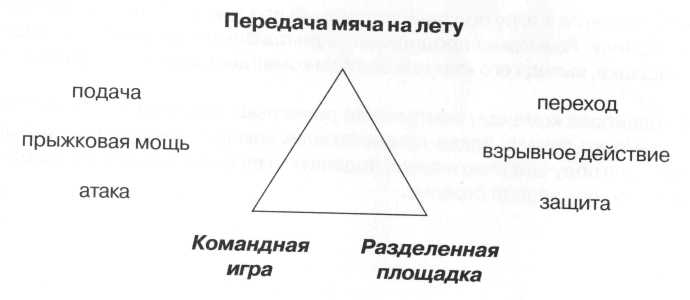 Передача мяча на лету
подача
переход
прыжковая мощь
взрывное действие
атака
защита
Командная
игра
Разделенная
площадка